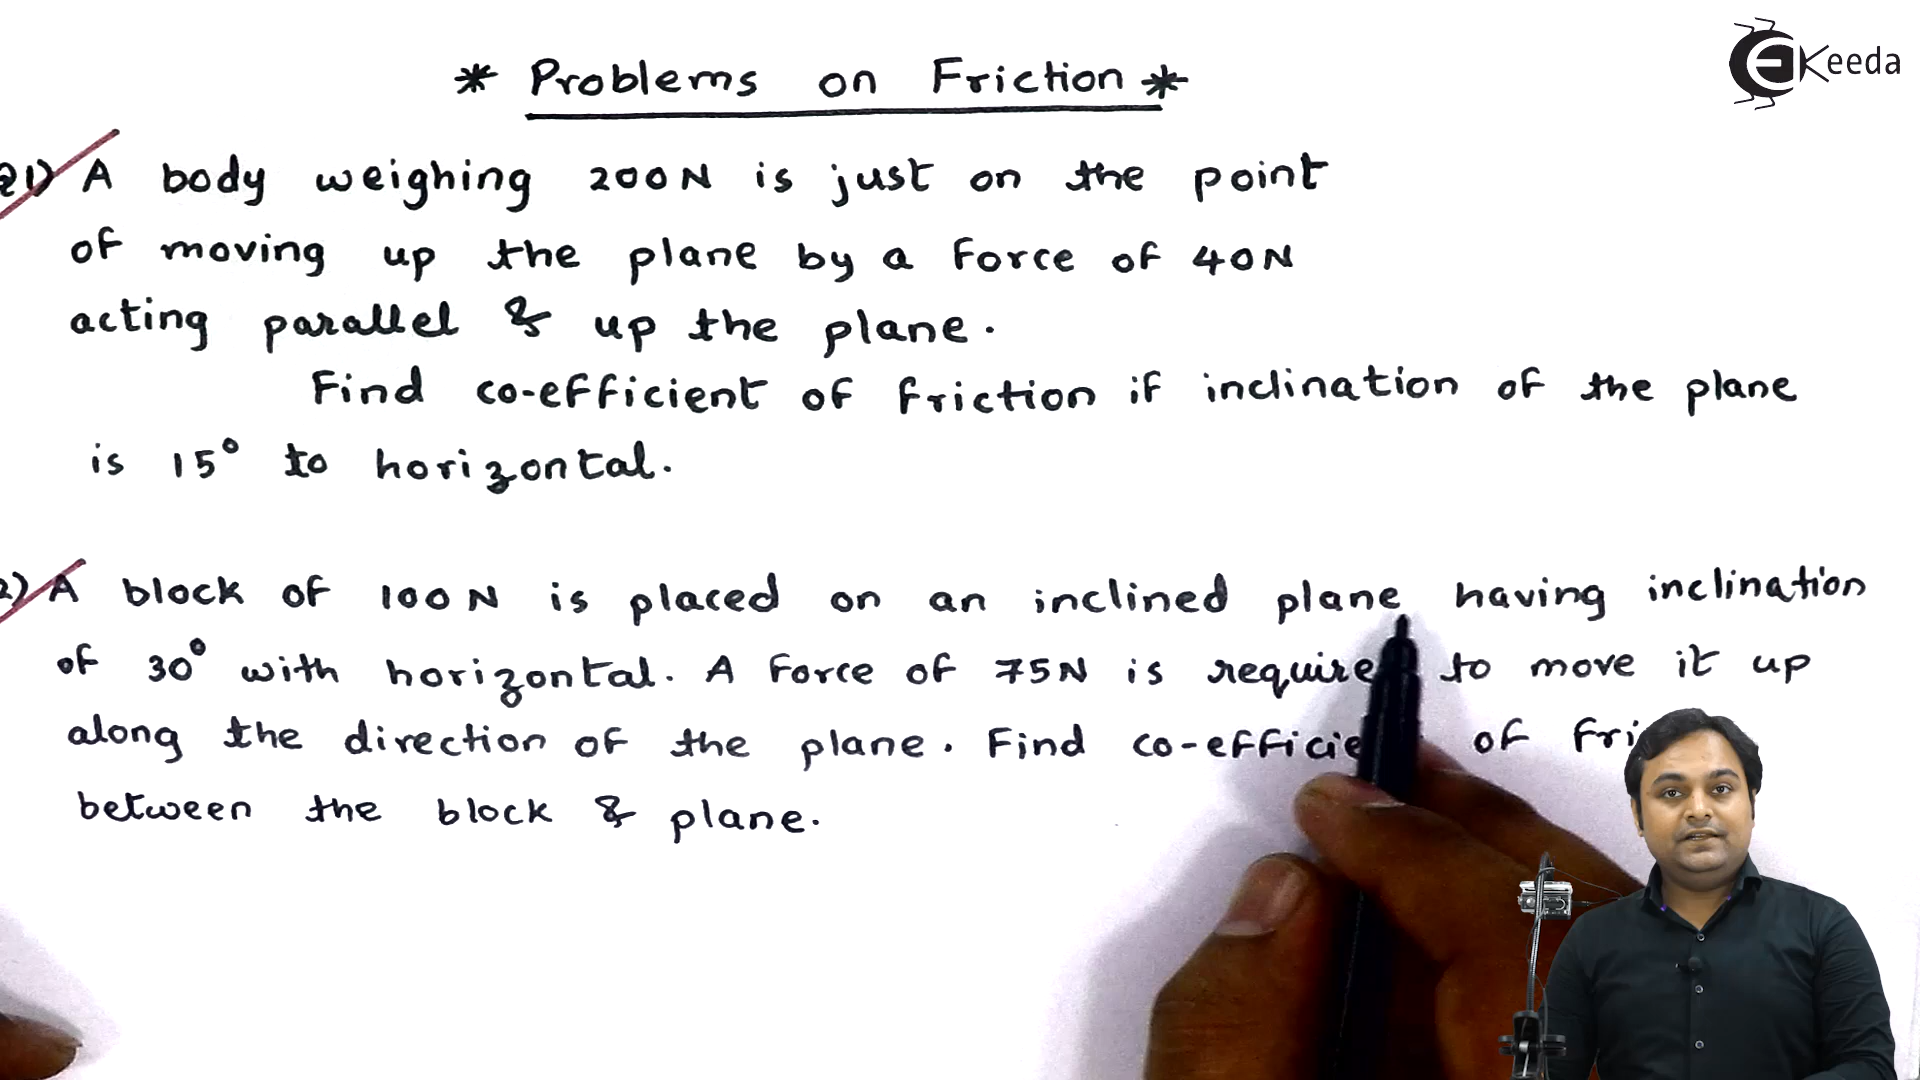 * Problems on Friction *
Keeda
Q1) A body weighing 200N is just on the point
of moving up the plane by a Force of 40N
acting parallel & up the plane.
Find co-efficient of friction if inclination of the plane
is 15° to horizontal.
2) A block of 100N is placed on an inclined plane having inclination
of 30° with horizontal. A Force of 75N is require to move it up
along the direction of the plane. Find of
between the block & plane.